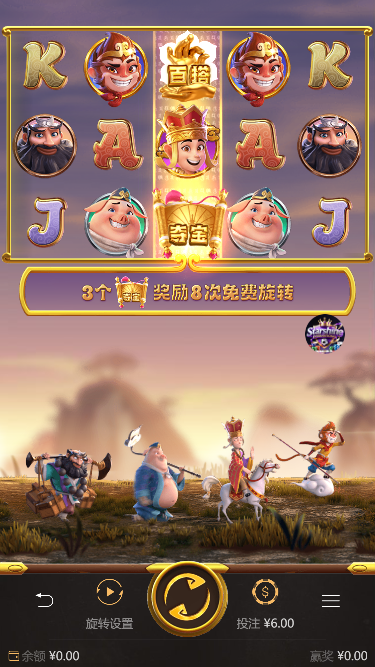 K 百搭 K
A A
J 夺宝 J
3个 夺宝 奖励8次免费旋转
Starshine
旋转设置 投注 ¥6.00
余额 ¥0.00 赢奖 ¥0.00